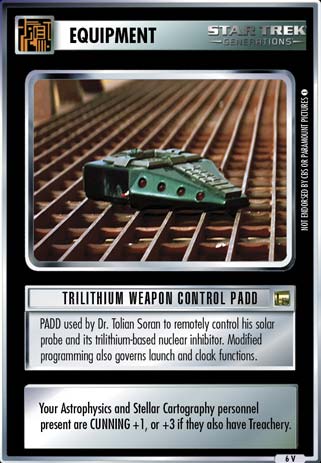 EQUIPMENT
STAR TREK
GENERATIONS
NOT ENDORSED BY CBS OR PARAMOUNT PICTURES
TRILITHIUM WEAPON CONTROL PADD
PADD used by Dr. Tolian Soran to remotely control his solar
probe and its trilithium-based nuclear inhibitor. Modified
programming also governs launch and cloak functions.
Your Astrophysics and Stellar Cartography personnel
present are CUNNING +1, or +3 if they also have Treachery.
6 V